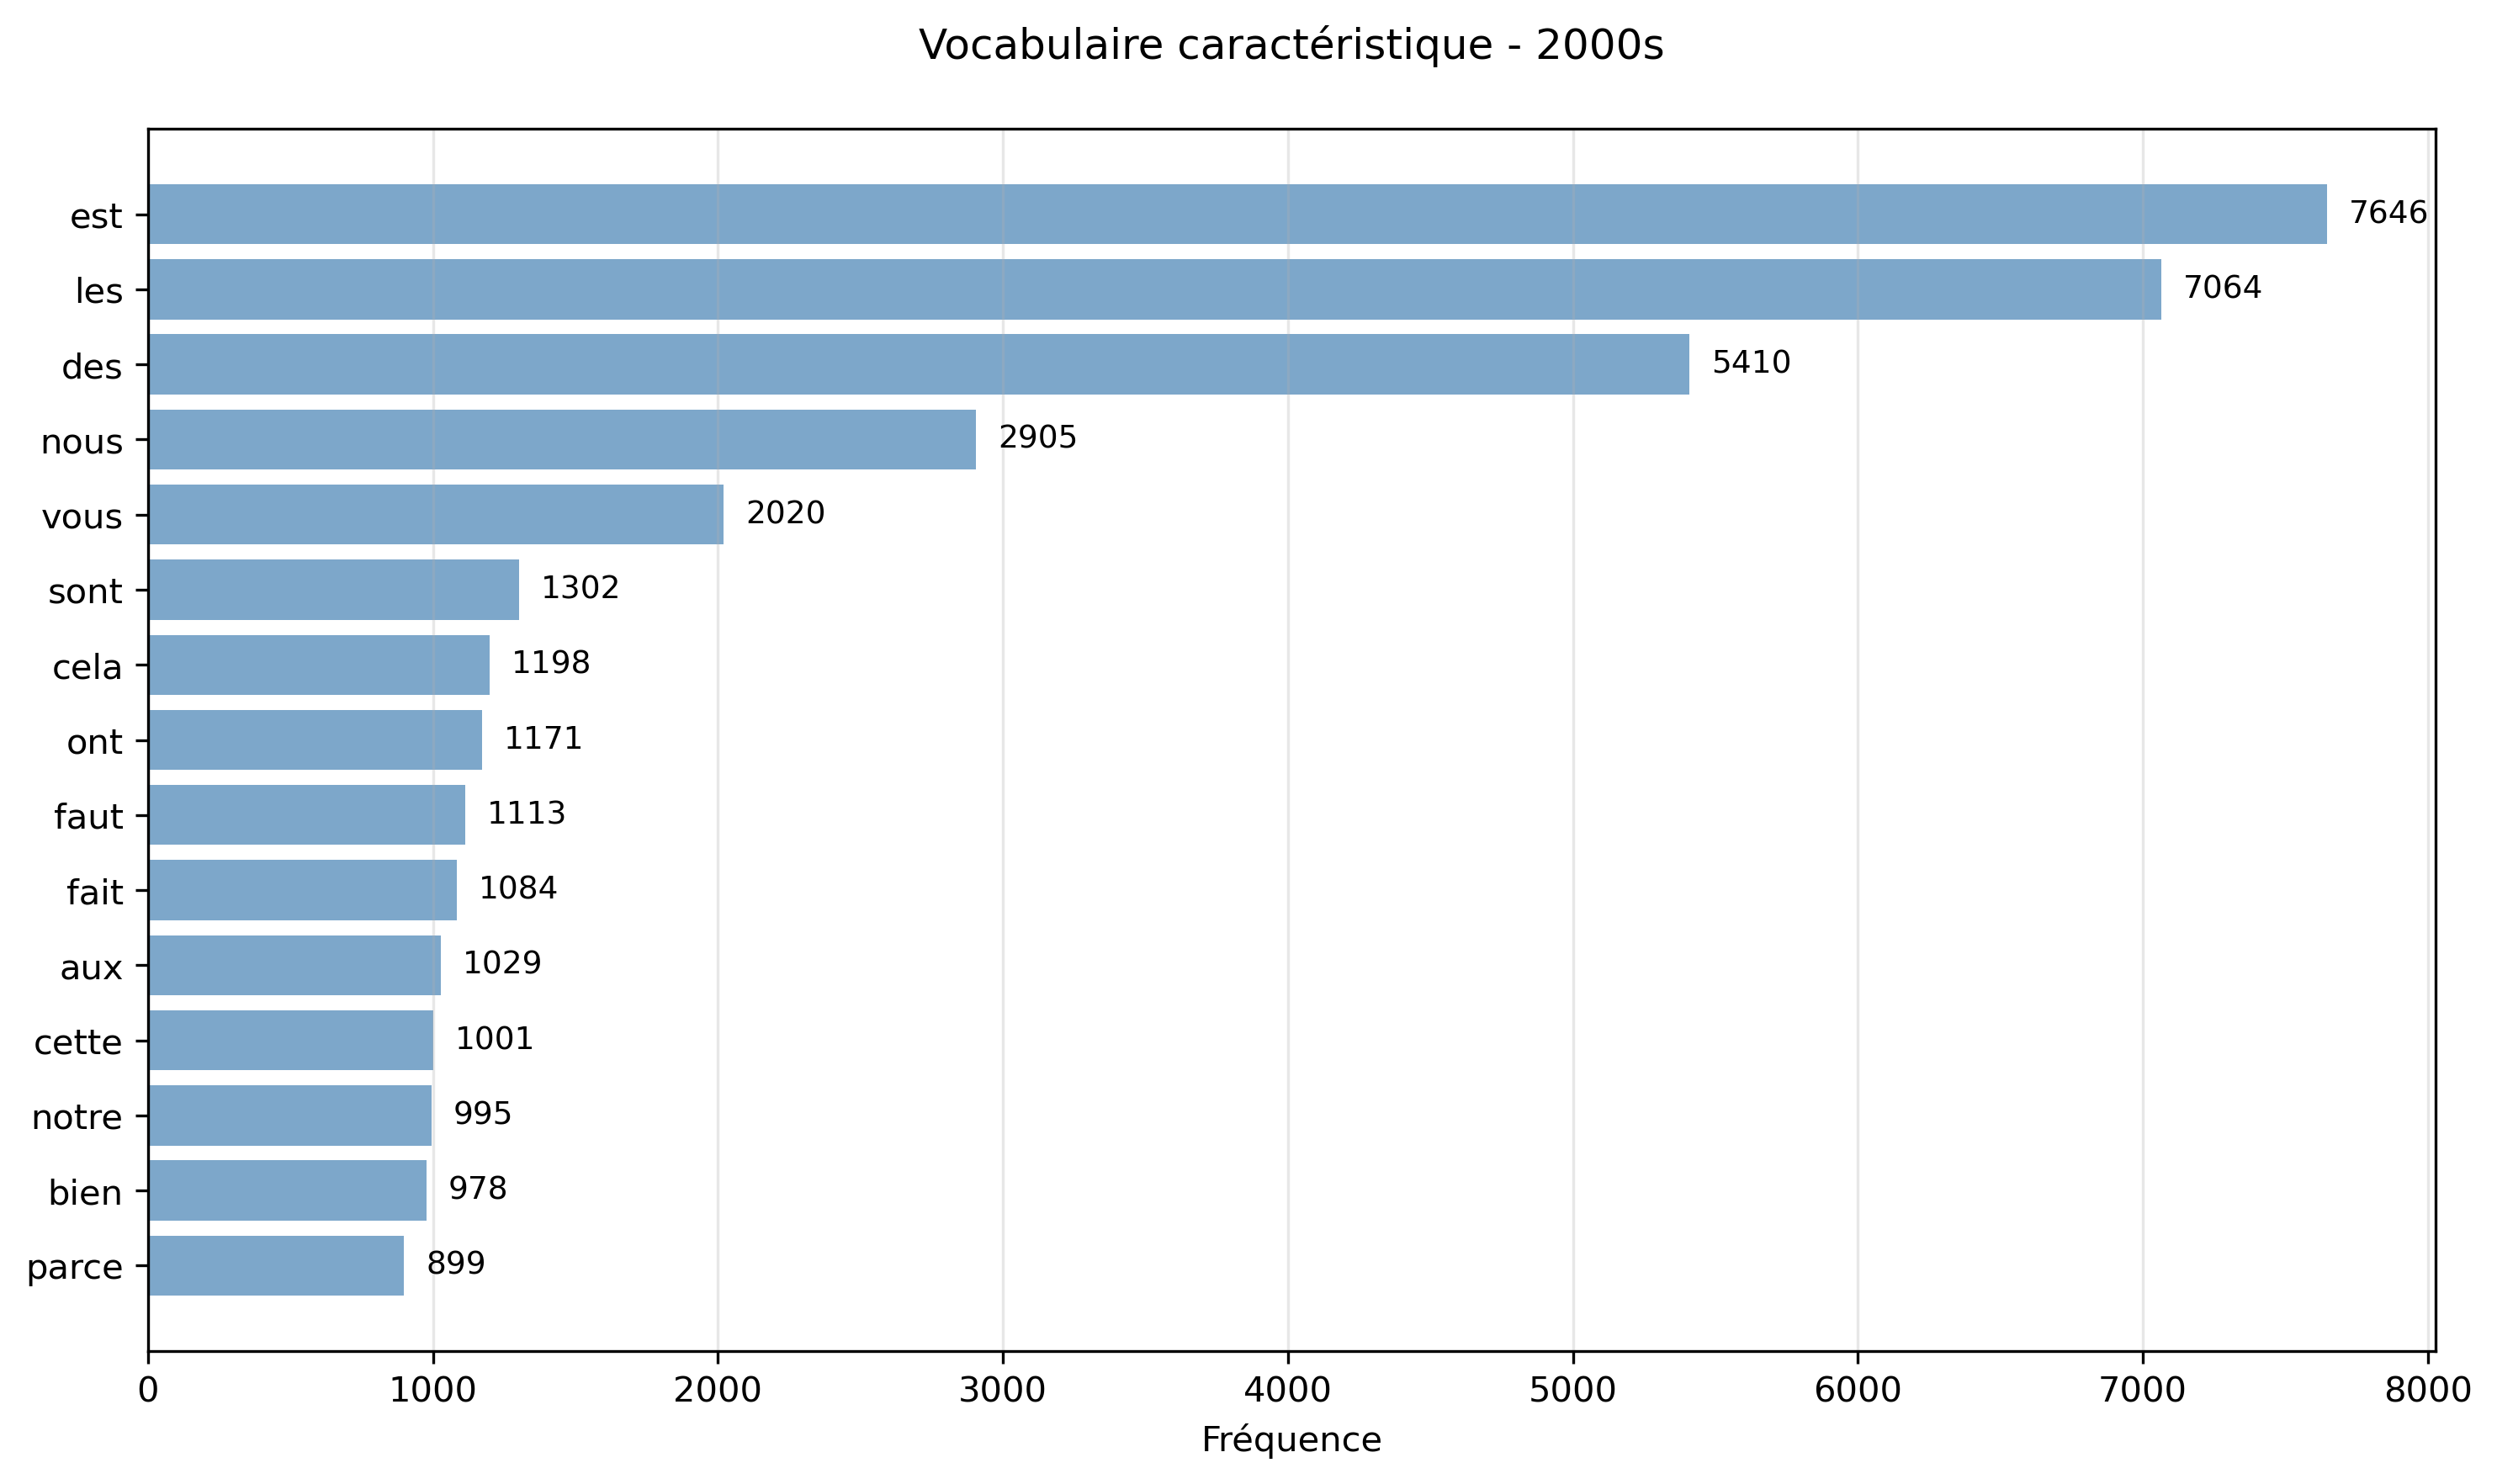 Vocabulaire caractéristique - 2000s
est 7646
les 7064
des 5410
nous 2905
vous 2020
sont 1302
cela 1198
ont 1171
faut 1113
fait 1084
aux 1029
cette 1001
notre 995
bien 978
parce 899
0 1000 2000 3000 4000 5000 6000 7000 8000
Fréquence